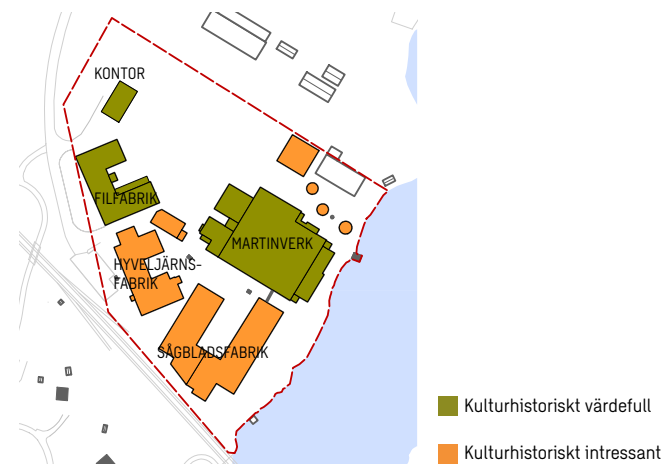 KONTOR
FILFABRIK
MARTINVERK
HYVELJÄRNS-
FABRIK
SÅGBLADSFABRIK
Kulturhistoriskt värdefull
Kulturhistoriskt intressant